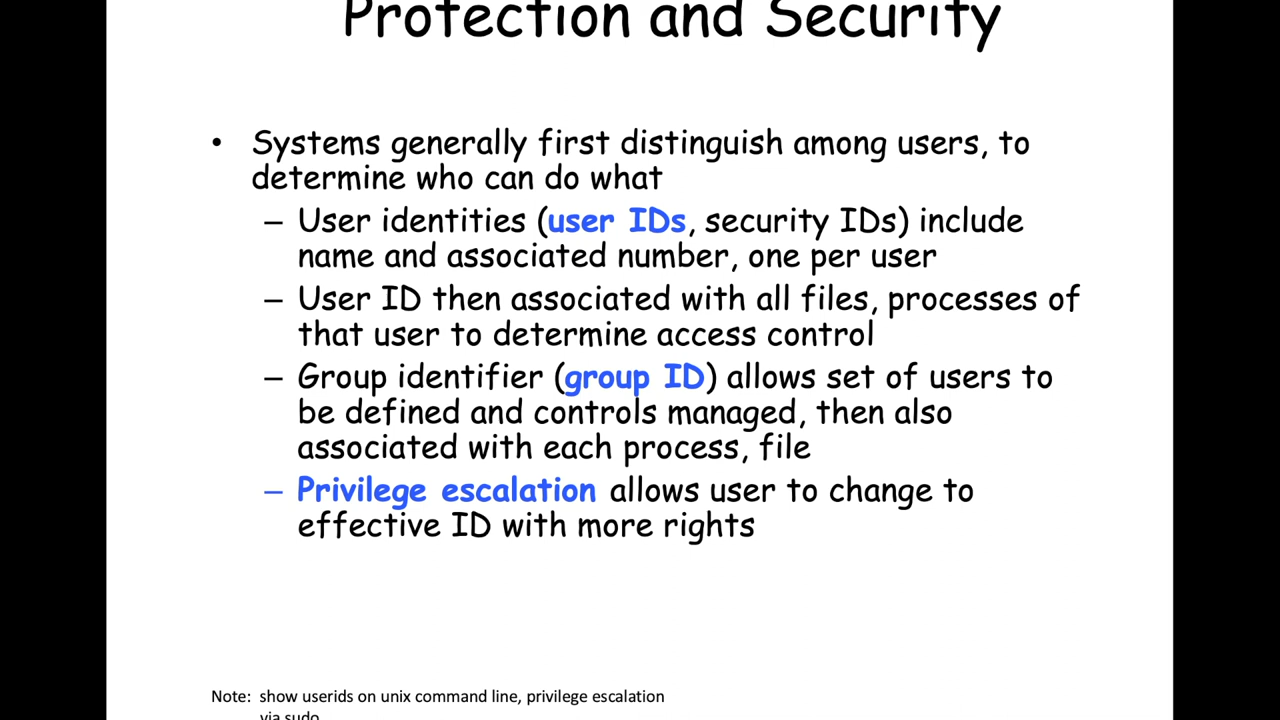 Protection and Security
• Systems generally first distinguish among users, to
determine who can do what
– User identities (user IDs, security IDs) include
name and associated number, one per user
– User ID then associated with all files, processes of
that user to determine access control
– Group identifier (group ID) allows set of users to
be defined and controls managed, then also
associated with each process, file
– Privilege escalation allows user to change to
effective ID with more rights
Note: show userids on unix command line, privilege escalation
via sudo